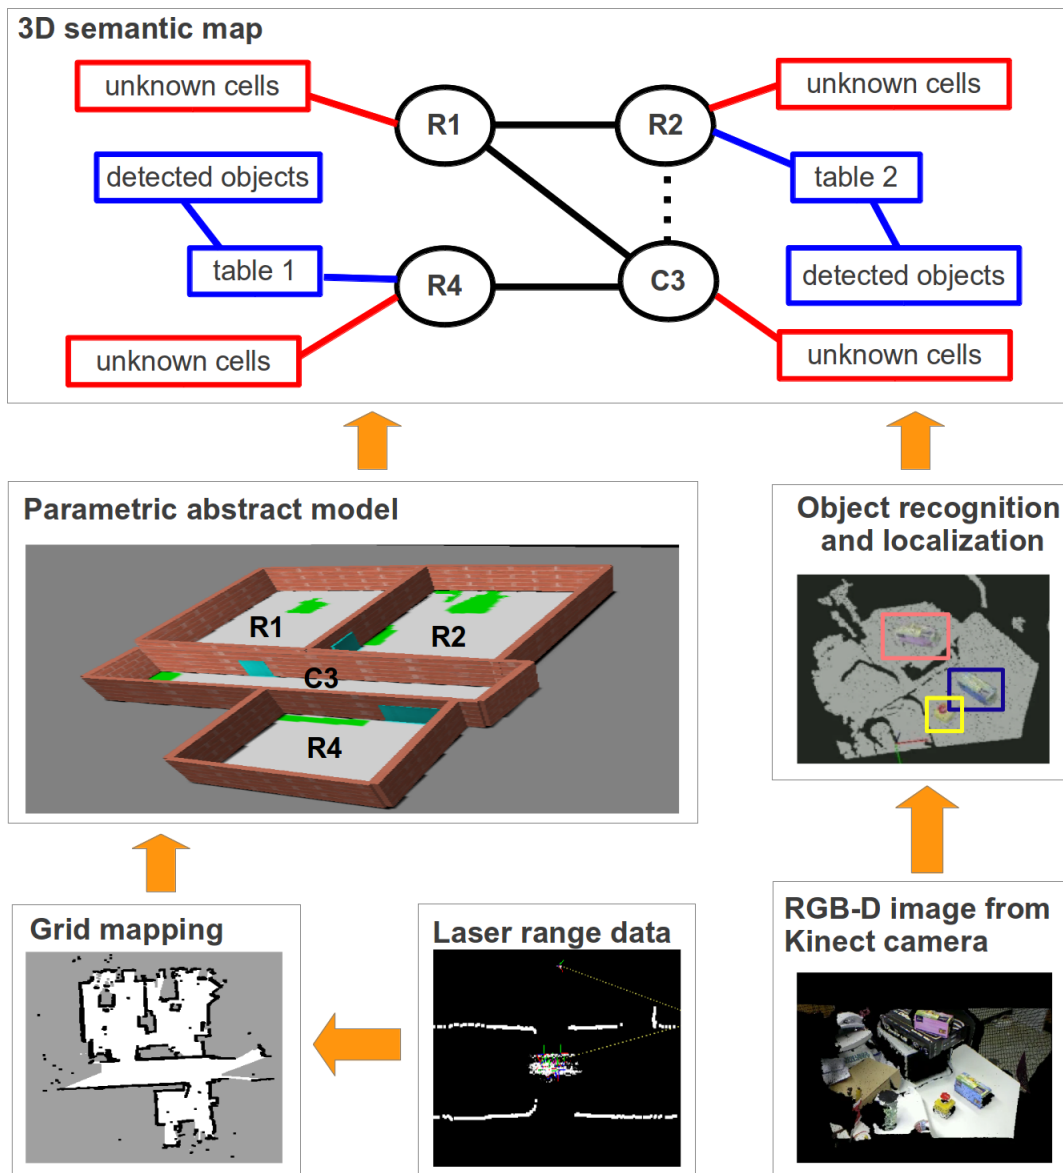 3D semantic map
unknown cells
unknown cells
R1
R2
detected objects
table 2
table 1
R4
C3
detected objects
unknown cells
unknown cells
Parametric abstract model
R1
R2
C3
R4
Object recognition
and localization
Grid mapping
Laser range data
RGB-D image from
Kinect camera